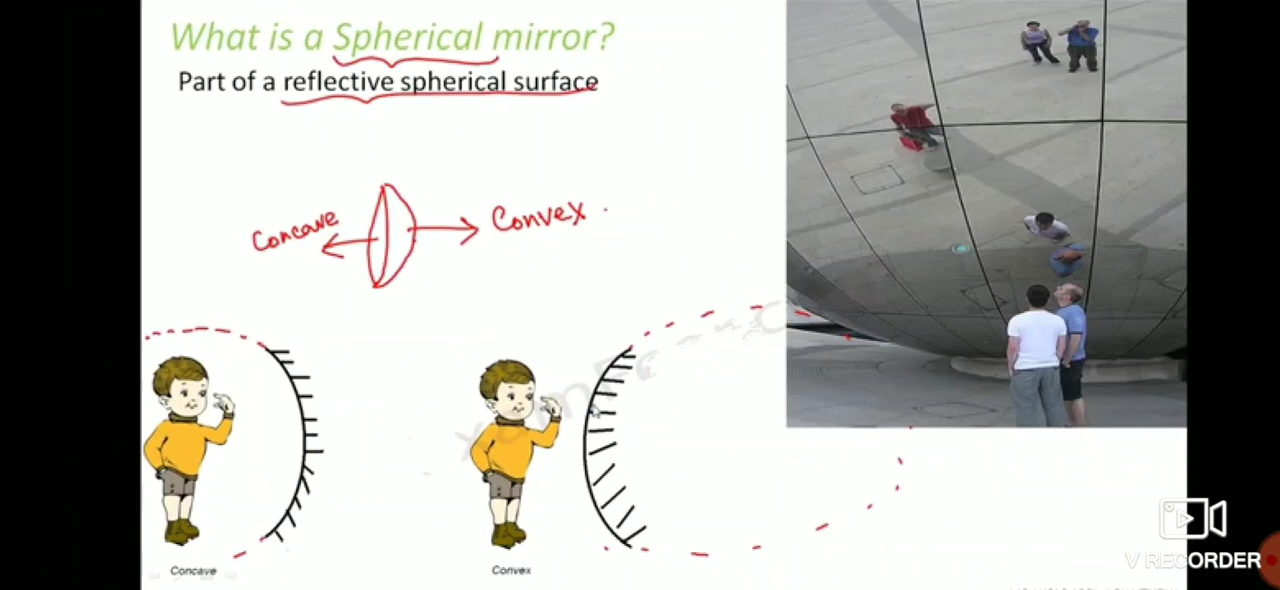 What is a Spherical mirror?
Part of a reflective spherical surface
Concave
Convex
Concave
Convex
V RECORDER